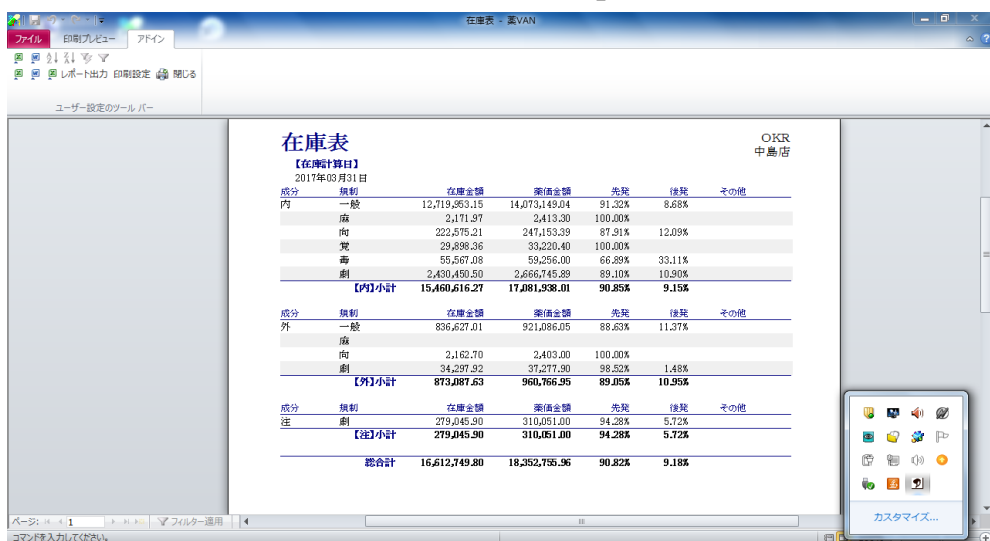 在庫表 - 薬VAN
ファイル 印刷プレビュー アドイン
レポート出力 印刷設定 閉じる
ユーザー設定のツール バー
在庫表
OKR
中島店
【在庫計算日】
2017年03月31日
成分 規制 在庫金額 薬価金額 先発 後発 その他
内 一般 12,719,953.15 14,073,149.04 91.32% 8.68%
麻 2,171.97 2,413.30 100.00%
向 222,575.21 247,153.39 87.91% 12.09%
覚 29,898.36 33,220.40 100.00%
毒 55,567.08 59,256.00 66.89% 33.11%
劇 2,430,450.50 2,666,745.89 89.10% 10.90%
【内】小計 15,460,616.27 17,081,938.01 90.85% 9.15%
成分 規制 在庫金額 薬価金額 先発 後発 その他
外 一般 836,627.01 921,086.05 88.63% 11.37%
麻
向 2,162.70 2,403.00 100.00%
劇 34,297.92 37,277.90 98.52% 1.48%
【外】小計 873,087.63 960,766.95 89.05% 10.95%
成分 規制 在庫金額 薬価金額 先発 後発 その他
注 劇 279,045.90 310,051.00 94.28% 5.72%
【注】小計 279,045.90 310,051.00 94.28% 5.72%
総合計 16,612,749.80 18,352,755.96 90.82% 9.18%
カスタマイズ...
ページ: 1 フィルター適用
コマンドを入力してください。